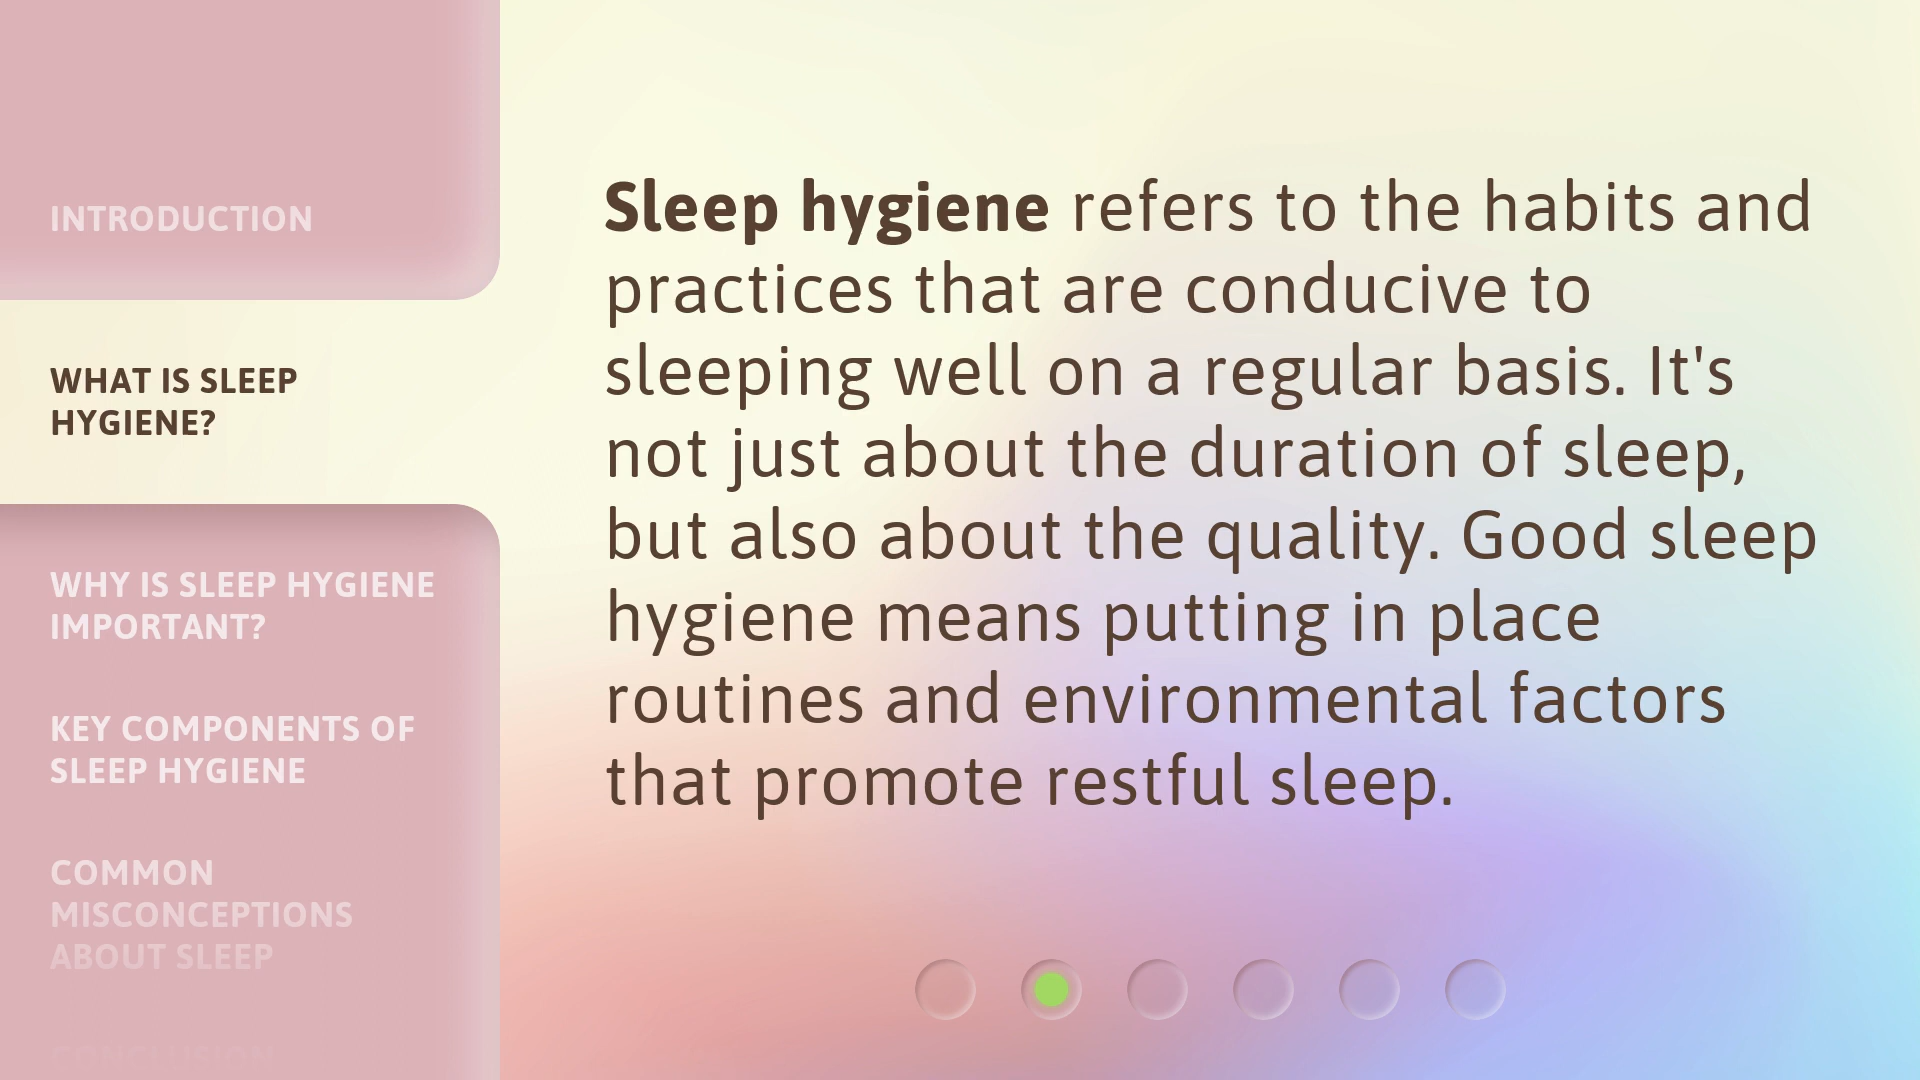 INTRODUCTION
WHAT IS SLEEP
HYGIENE?
WHY IS SLEEP HYGIENE
IMPORTANT?
KEY COMPONENTS OF
SLEEP HYGIENE
COMMON
MISCONCEPTIONS
ABOUT SLEEP
CONCLUSION
Sleep hygiene refers to the habits and
practices that are conducive to
sleeping well on a regular basis. It's
not just about the duration of sleep,
but also about the quality. Good sleep
hygiene means putting in place
routines and environmental factors
that promote restful sleep.